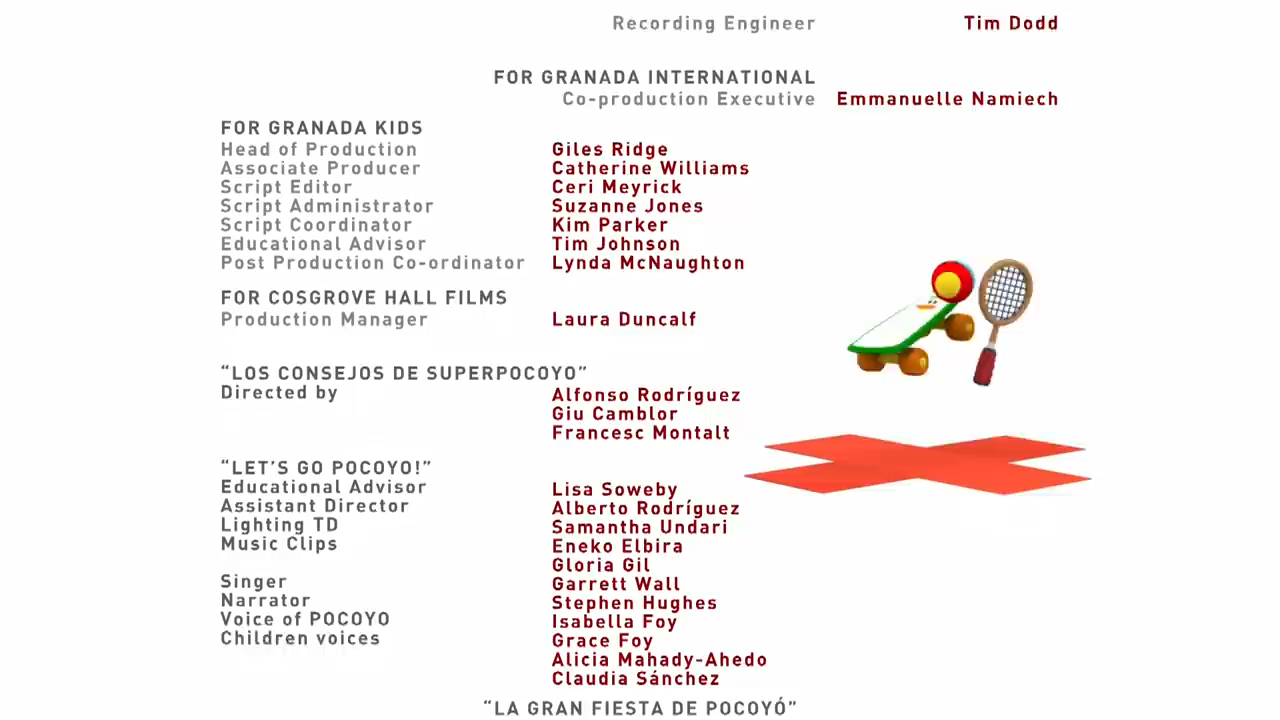 Recording Engineer Tim Dodd
FOR GRANADA INTERNATIONAL
Co-production Executive Emmanuelle Namiech
FOR GRANADA KIDS
Head of Production Giles Ridge
Associate Producer Catherine Williams
Script Editor Ceri Meyrick
Script Administrator Suzanne Jones
Script Coordinator Kim Parker
Educational Advisor Tim Johnson
Post Production Co-ordinator Lynda McNaughton
FOR COSGROVE HALL FILMS
Production Manager Laura Duncalf
“LOS CONSEJOS DE SUPERPOCOYO”
Directed by Alfonso Rodríguez
Giu Camblor
Francesc Montalt
“LET’S GO POCOYO!”
Educational Advisor Lisa Soweby
Assistant Director Alberto Rodríguez
Lighting TD Samantha Undari
Music Clips Eneko Elbira
Gloria Gil
Singer Garrett Wall
Narrator Stephen Hughes
Voice of POCOYO Isabella Foy
Children voices Grace Foy
Alicia Mahady-Ahedo
Claudia Sánchez
“LA GRAN FIESTA DE POCOYÓ”